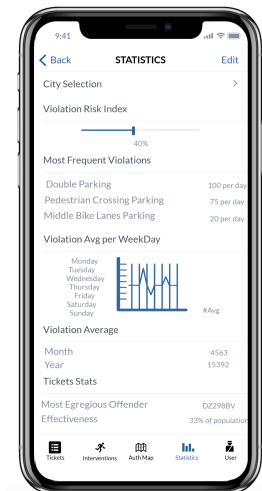 9:41
Back STATISTICS Edit
City Selection >
Violation Risk Index
40%
Most Frequent Violations
Double Parking 100 per day
Pedestrian Crossing Parking 75 per day
Middle Bike Lanes Parking 20 per day
Violation Avg per WeekDay
Monday
Tuesday
Wednesday
Thursday
Friday
Saturday
Sunday
#Avg
Violation Average
Month 4563
Year 15392
Tickets Stats
Most Egregious Offender DZ298BV
Effectiveness 33% of population
Tickets Interventions Auth Map Statistics User